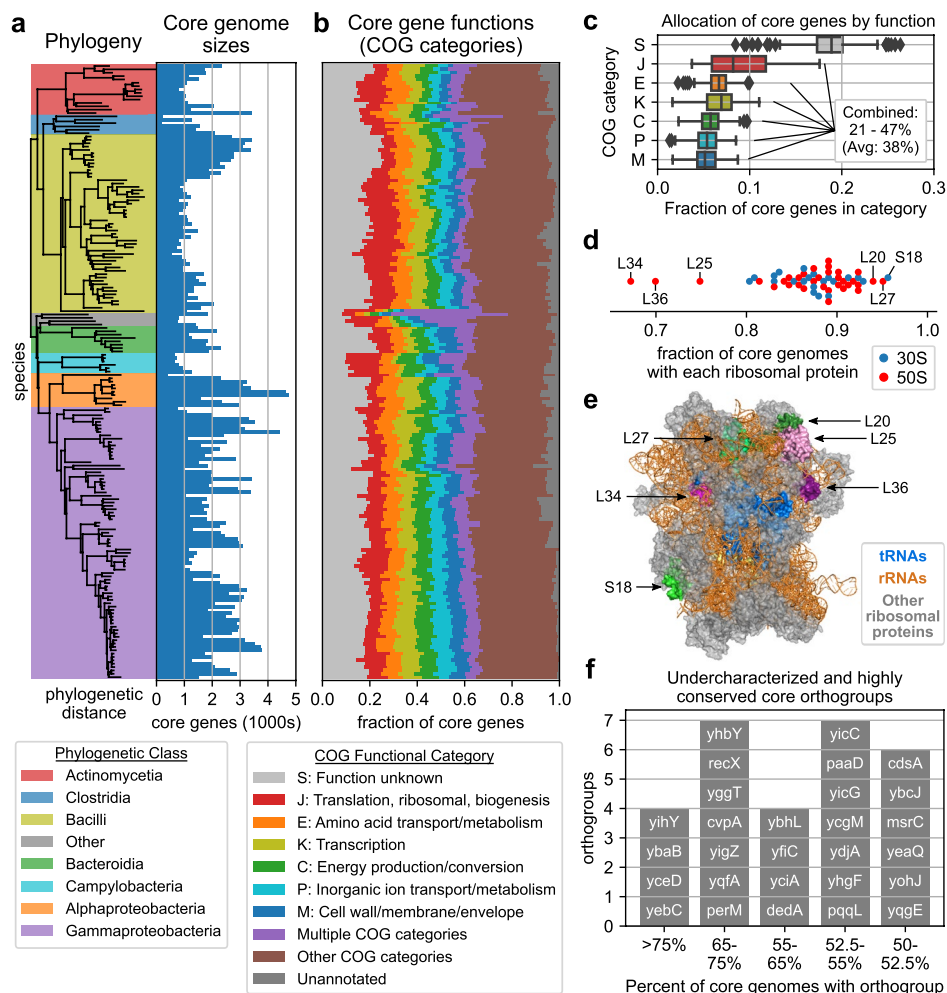 a
Phylogeny
Core genome
sizes
species
phylogenetic
distance
0 1 2 3 4 5
core genes (1000s)
b
Core gene functions
(COG categories)
0.0 0.2 0.4 0.6 0.8 1.0
fraction of core genes
Phylogenetic Class
Actinomycetia
Clostridia
Bacilli
Other
Bacteroidia
Campylobacteria
Alphaproteobacteria
Gammaproteobacteria
COG Functional Category
S: Function unknown
J: Translation, ribosomal, biogenesis
E: Amino acid transport/metabolism
K: Transcription
C: Energy production/conversion
P: Inorganic ion transport/metabolism
M: Cell wall/membrane/envelope
Multiple COG categories
Other COG categories
Unannotated
c
Allocation of core genes by function
COG category
S
J
E
K
C
P
M
Combined:
21 - 47%
(Avg: 38%)
0.0 0.1 0.2 0.3
Fraction of core genes in category
d
L34
L36
L25
L20
S18
L27
0.7 0.8 0.9 1.0
fraction of core genomes
with each ribosomal protein
30S
50S
e
L27
L34
S18
L20
L25
L36
tRNAs
rRNAs
Other
ribosomal
proteins
f
Undercharacterized and highly
conserved core orthogroups
orthogroups
7
6
5
4
3
2
1
0
yhbY yicC
recX paaD cdsA
yggT yicG ybcJ
yihY cvpA ybhL ycgM msrC
ybaB yigZ yfiC ydjA yeaQ
yceD yqfA yciA yhgF yohJ
yebC perM dedA pqqL yqgE
>75% 65- 55- 52.5- 50-
75% 65% 55% 52.5%
Percent of core genomes with orthogroup